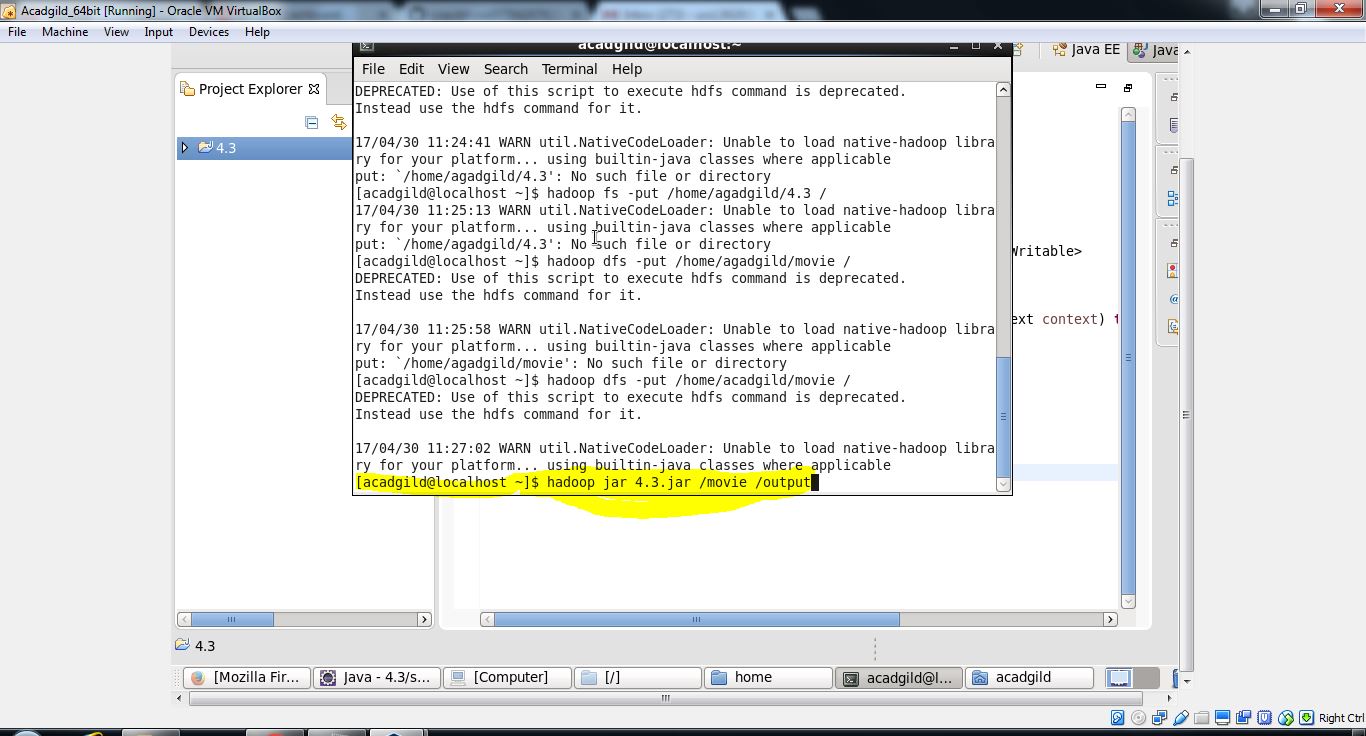 Acadgild_64bit [Running] - Oracle VM VirtualBox
File Machine View Input Devices Help
acadgild@localhost:~
Java EE Java
File Edit View Search Terminal Help
Project Explorer
4.3
DEPRECATED: Use of this script to execute hdfs command is deprecated.
Instead use the hdfs command for it.
17/04/30 11:24:41 WARN util.NativeCodeLoader: Unable to load native-hadoop libra
ry for your platform... using builtin-java classes where applicable
put: `/home/agadgild/4.3': No such file or directory
[acadgild@localhost ~]$ hadoop fs -put /home/agadgild/4.3 /
17/04/30 11:25:13 WARN util.NativeCodeLoader: Unable to load native-hadoop libra
ry for your platform... using builtin-java classes where applicable
put: `/home/agadgild/4.3': No such file or directory
[acadgild@localhost ~]$ hadoop dfs -put /home/agadgild/movie /
DEPRECATED: Use of this script to execute hdfs command is deprecated.
Instead use the hdfs command for it.
17/04/30 11:25:58 WARN util.NativeCodeLoader: Unable to load native-hadoop libra
ry for your platform... using builtin-java classes where applicable
put: `/home/agadgild/movie': No such file or directory
[acadgild@localhost ~]$ hadoop dfs -put /home/acadgild/movie /
DEPRECATED: Use of this script to execute hdfs command is deprecated.
Instead use the hdfs command for it.
17/04/30 11:27:02 WARN util.NativeCodeLoader: Unable to load native-hadoop libra
ry for your platform... using builtin-java classes where applicable
[acadgild@localhost ~]$ hadoop jar 4.3.jar /movie /output
Writable>
ext context) t
4.3
[Mozilla Fir... Java - 4.3/s... [Computer] [/] home acadgild@l... acadgild
Right Ctrl